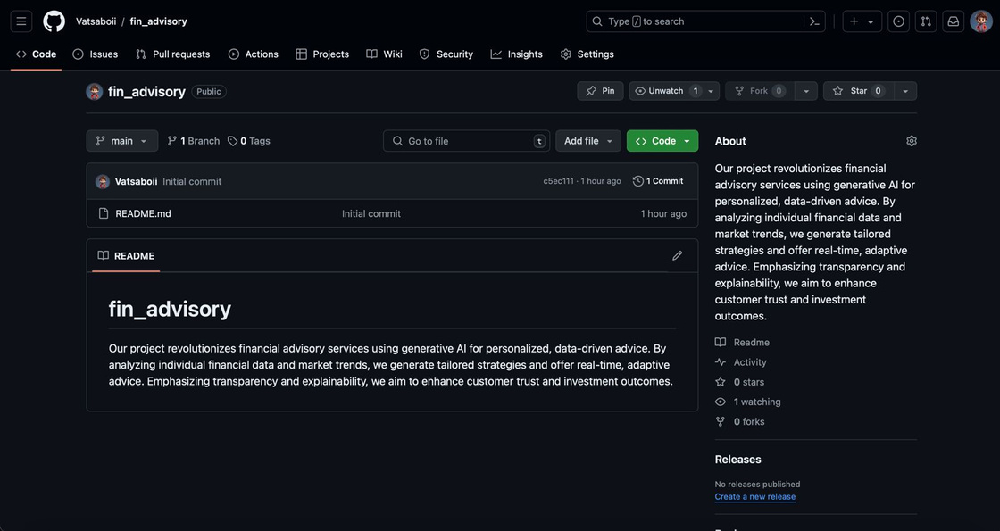 Vatsaboii / fin_advisory
Type / to search
Code
Issues
Pull requests
Actions
Projects
Wiki
Security
Insights
Settings
fin_advisory Public
Pin
Unwatch 1
Fork 0
Star 0
main
1 Branch
0 Tags
Go to file
t
Add file
Code
Vatsaboii Initial commit
c5ec111 · 1 hour ago
1 Commit
README.md
Initial commit
1 hour ago
README
fin_advisory
Our project revolutionizes financial advisory services using generative AI for personalized, data-driven advice. By
analyzing individual financial data and market trends, we generate tailored strategies and offer real-time, adaptive
advice. Emphasizing transparency and explainability, we aim to enhance customer trust and investment outcomes.
About
Our project revolutionizes financial
advisory services using generative AI for
personalized, data-driven advice. By
analyzing individual financial data and
market trends, we generate tailored
strategies and offer real-time, adaptive
advice. Emphasizing transparency and
explainability, we aim to enhance
customer trust and investment
outcomes.
Readme
Activity
0 stars
1 watching
0 forks
Releases
No releases published
Create a new release